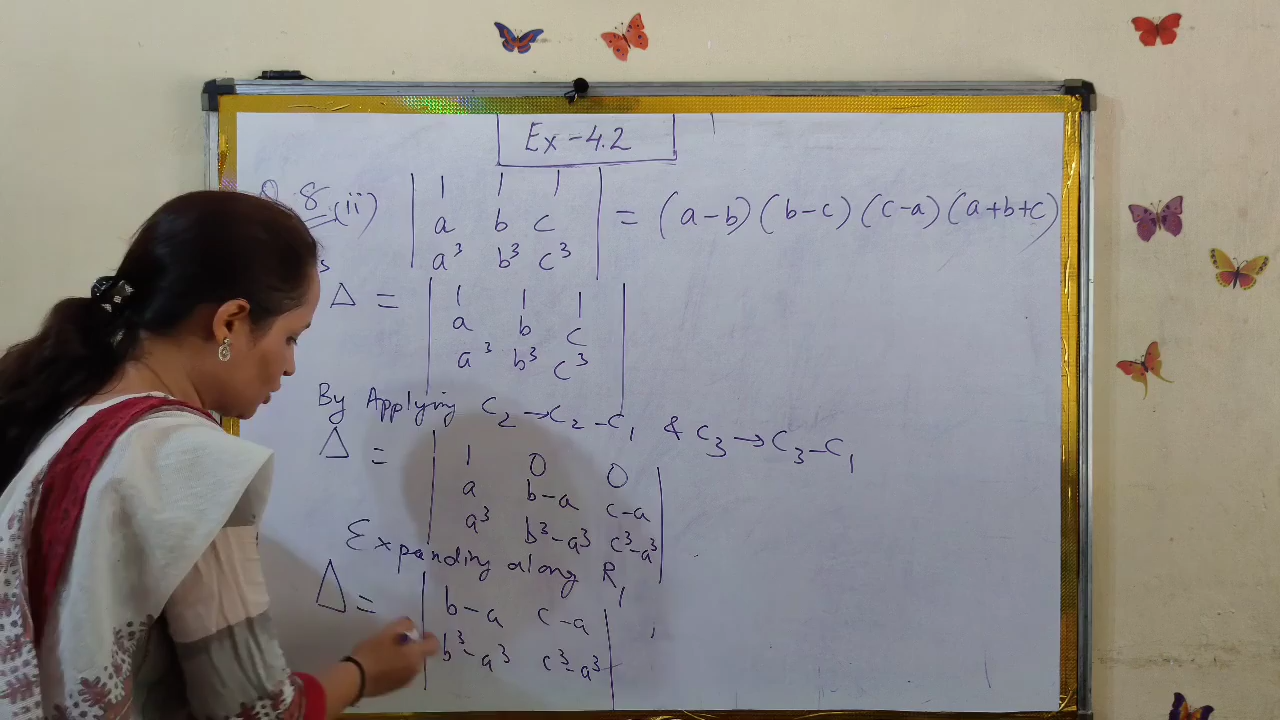 Ex-4.2
Q 8 (ii) | 1 1 1 |
| a b c | = (a-b)(b-c)(c-a)(a+b+c)
| a³ b³ c³ |
Δ = | 1 1 1 |
| a b c |
| a³ b³ c³ |
By Applying C₂→C₂-C₁ & C₃→C₃-C₁
Δ = | 1 0 0 |
| a b-a c-a |
| a³ b³-a³ c³-a³ |
Expanding along R₁
Δ = | b-a c-a |
| b³-a³ c³-a³ |